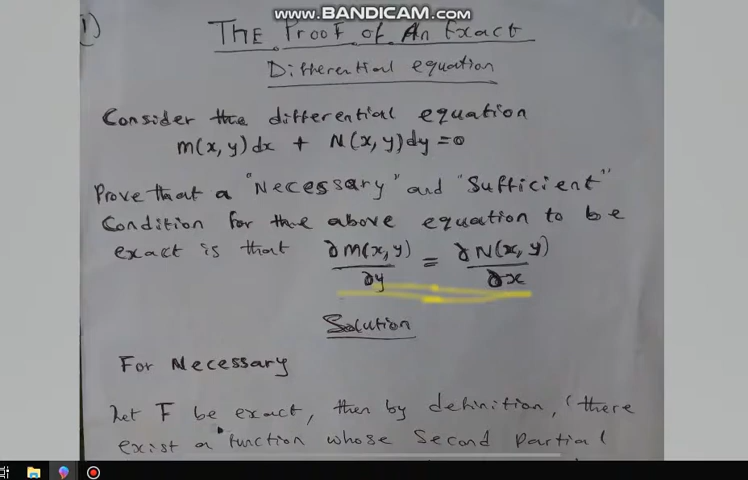 www.BANDICAM.com
1)
The Proof of An Exact
Differential equation
Consider the differential equation
M(x,y)dx + N(x,y)dy =0
Prove that a "Necessary" and "Sufficient"
Condition for the above equation to be
exact is that ∂M(x,y)/∂y = ∂N(x,y)/∂x
Solution
For Necessary
Let F be exact, then by definition, (there
exist a function whose Second Partial